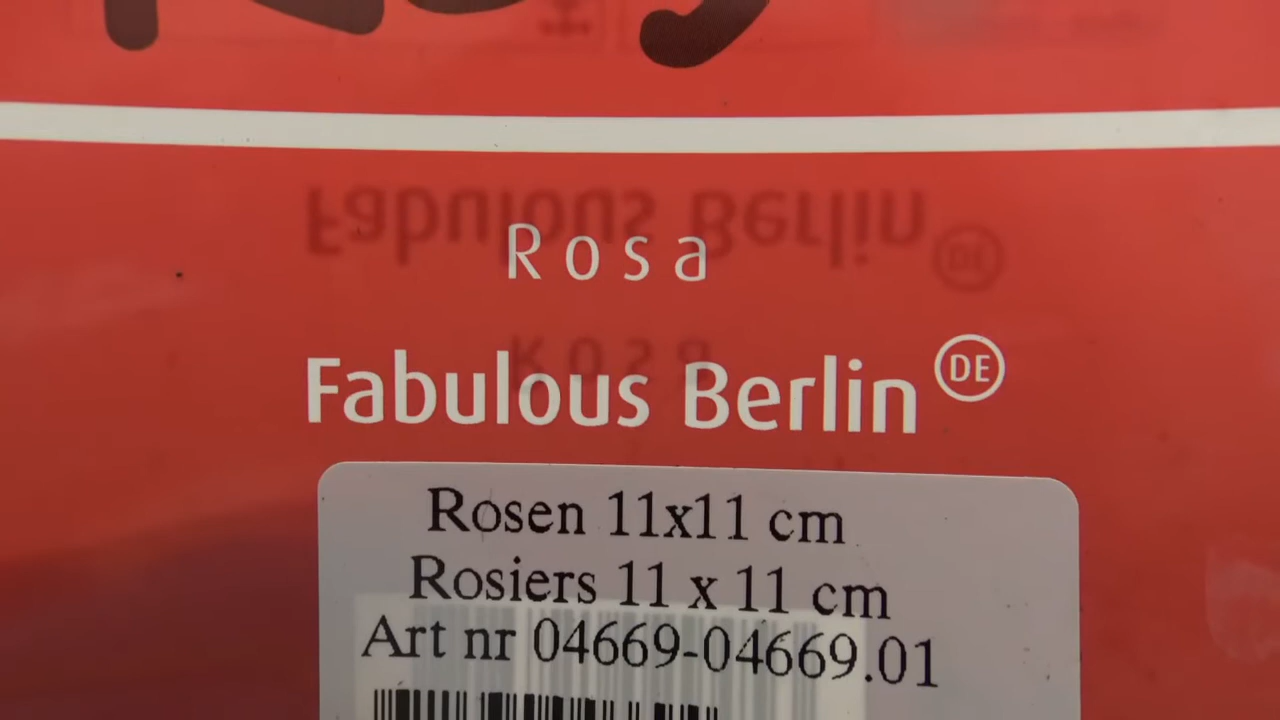 Rosa
Fabulous Berlin DE
Rosen 11x11 cm
Rosiers 11 x 11 cm
Art nr 04669-04669.01